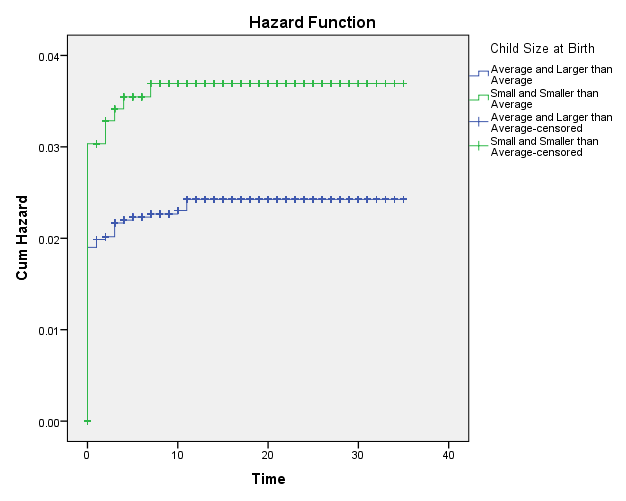 Hazard Function
Child Size at Birth
Average and Larger than
Average
Small and Smaller than
Average
Average and Larger than
Average-censored
Small and Smaller than
Average-censored
Cum Hazard
0.04
0.03
0.02
0.01
0.00
0 10 20 30 40
Time